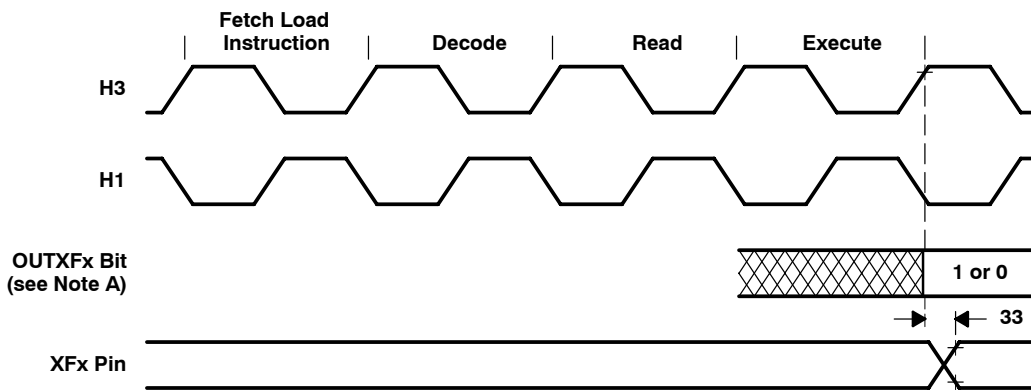 Fetch Load
Instruction
Decode
Read
Execute
H3
H1
OUTXFx Bit
(see Note A)
1 or 0
33
XFx Pin